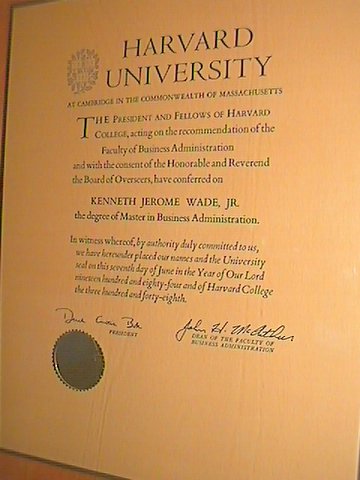 HARVARD
UNIVERSITY
AT CAMBRIDGE IN THE COMMONWEALTH OF MASSACHUSETTS
THE PRESIDENT AND FELLOWS OF HARVARD
COLLEGE, acting on the recommendation of the
Faculty of Business Administration
and with the consent of the Honorable and Reverend
the Board of Overseers, have conferred on
KENNETH JEROME WADE, JR.
the degree of Master in Business Administration.
In witness whereof, by authority duly committed to us,
we have hereunder placed our names and the University
seal on this seventh day of June in the Year of Our Lord
nineteen hundred and eighty-four and of Harvard College
the three hundred and forty-eighth.
Derek Curtis Bok
PRESIDENT
John H. McArthur
DEAN OF THE FACULTY OF
BUSINESS ADMINISTRATION